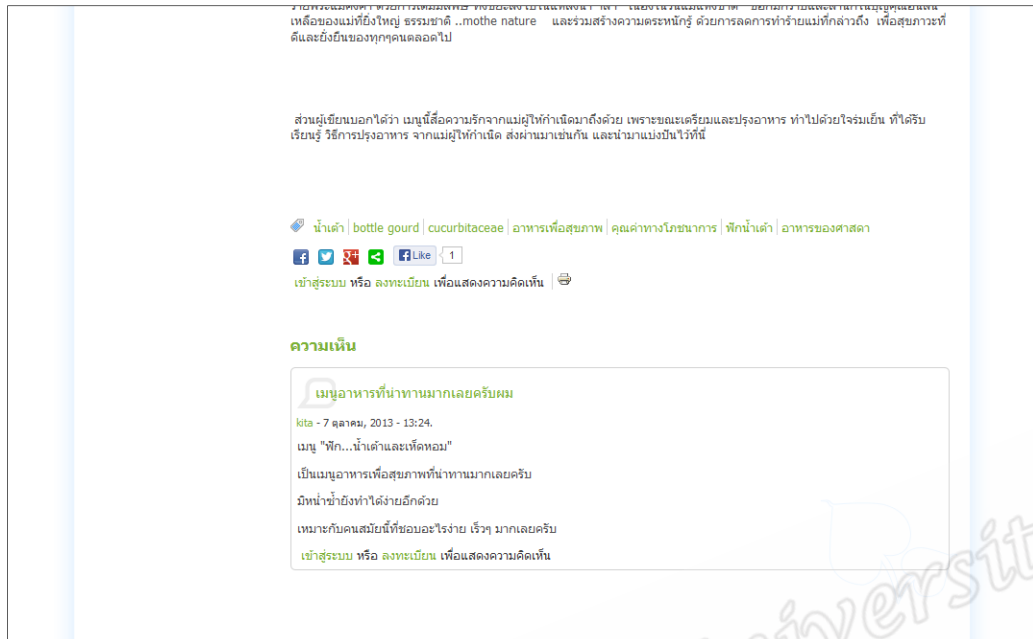 เหลือของแม่ที่ยิ่งใหญ่ ธรรมชาติ ..mothe nature และร่วมสร้างความตระหนักรู้ ด้วยการลดการทำร้ายแม่ที่กล่าวถึง เพื่อสุขภาวะที่
ดีและยั่งยืนของทุกๆคนตลอดไป
ส่วนผู้เขียนบอกได้ว่า เมนูนี้สื่อความรักจากแม่ผู้ให้กำเนิดมาถึงด้วย เพราะขณะเตรียมและปรุงอาหาร ทำไปด้วยใจร่มเย็น ที่ได้รับ
เรียนรู้ วิธีการปรุงอาหาร จากแม่ผู้ให้กำเนิด ส่งผ่านมาเช่นกัน และนำมาแบ่งปันไว้ที่นี่
น้ำเต้า bottle gourd cucurbitaceae อาหารเพื่อสุขภาพ คุณค่าทางโภชนาการ ฟักน้ำเต้า อาหารของศาสดา
Like 1
เข้าสู่ระบบ หรือ ลงทะเบียน เพื่อแสดงความคิดเห็น
ความเห็น
เมนูอาหารที่น่าทานมากเลยครับผม
kita - 7 ตุลาคม, 2013 - 13:24.
เมนู "ฟัก...น้ำเต้าและเห็ดหอม"
เป็นเมนูอาหารเพื่อสุขภาพที่น่าทานมากเลยครับ
มิหน่ำซ้ำยังทำได้ง่ายอีกด้วย
เหมาะกับคนสมัยนี้ที่ชอบอะไรง่าย เร็วๆ มากเลยครับ
เข้าสู่ระบบ หรือ ลงทะเบียน เพื่อแสดงความคิดเห็น